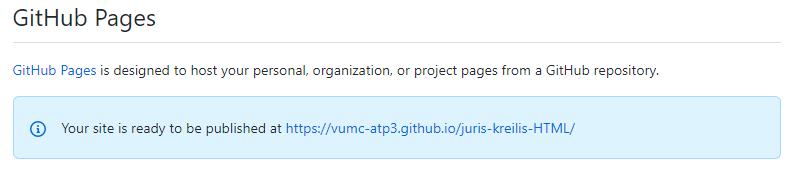 GitHub Pages
GitHub Pages is designed to host your personal, organization, or project pages from a GitHub repository.
Your site is ready to be published at https://vumc-atp3.github.io/juris-kreilis-HTML/